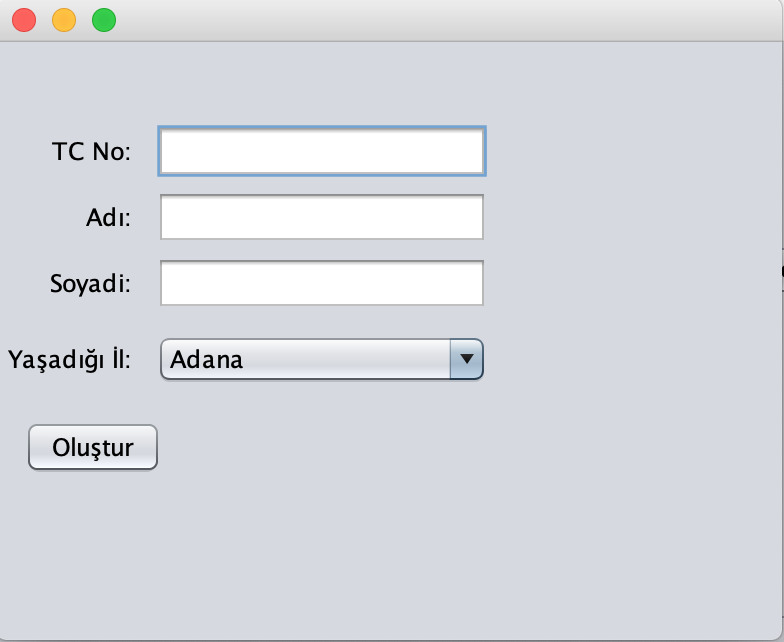 TC No:
Adı:
Soyadi:
Yaşadığı İl: Adana
Oluştur